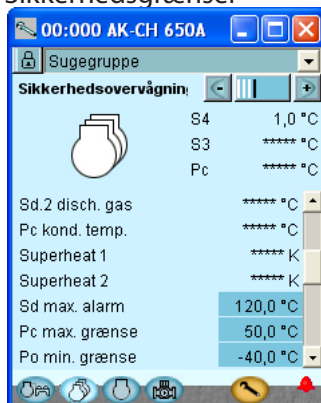 Sikkerhedsgrænser
00:000 AK-CH 650A
Sugegruppe
Sikkerhedsovervågning
S4 1,0 °C
S3 ***** °C
Pc ***** °C
Sd.2 disch. gas ***** °C
Pc kond. temp. ***** °C
Superheat 1 ***** K
Superheat 2 ***** K
Sd max. alarm 120,0 °C
Pc max. grænse 50,0 °C
Po min. grænse -40,0 °C